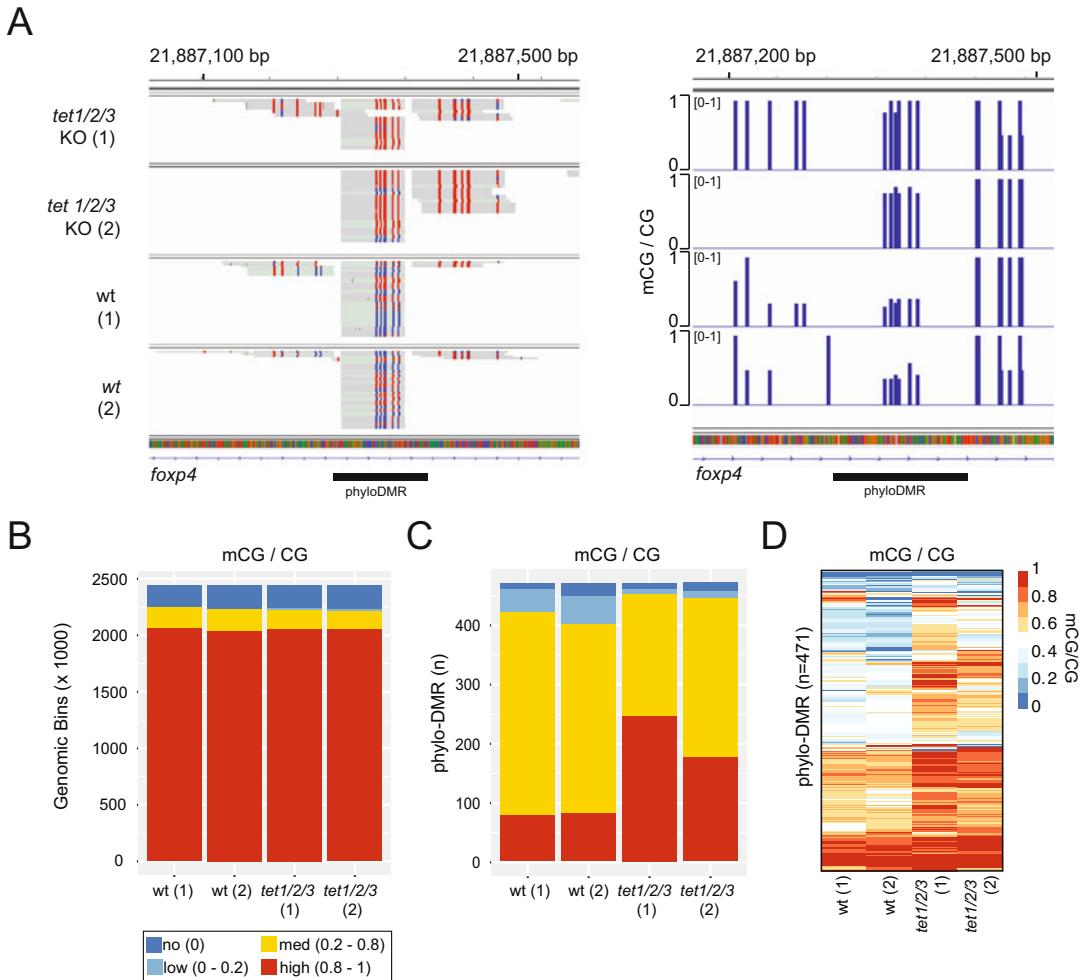 A
21,887,100 bp
21,887,500 bp
21,887,200 bp
21,887,500 bp
tet1/2/3
KO (1)
tet 1/2/3
KO (2)
wt
(1)
wt
(2)
foxp4
phyloDMR
mCG / CG
1
0
[0-1]
1
0
[0-1]
1
0
[0-1]
1
0
[0-1]
foxp4
phyloDMR
B
mCG / CG
Genomic Bins (x 1000)
2500
2000
1500
1000
500
0
wt (1)
wt (2)
tet1/2/3
(1)
tet1/2/3
(2)
no (0)
low (0 - 0.2)
med (0.2 - 0.8)
high (0.8 - 1)
C
mCG / CG
phylo-DMR (n)
400
300
200
100
0
wt (1)
wt (2)
tet1/2/3
(1)
tet1/2/3
(2)
D
mCG / CG
phylo-DMR (n=471)
1
0.8
0.6
0.4
0.2
0
mCG/CG
wt (1)
wt (2)
tet1/2/3
(1)
tet1/2/3
(2)